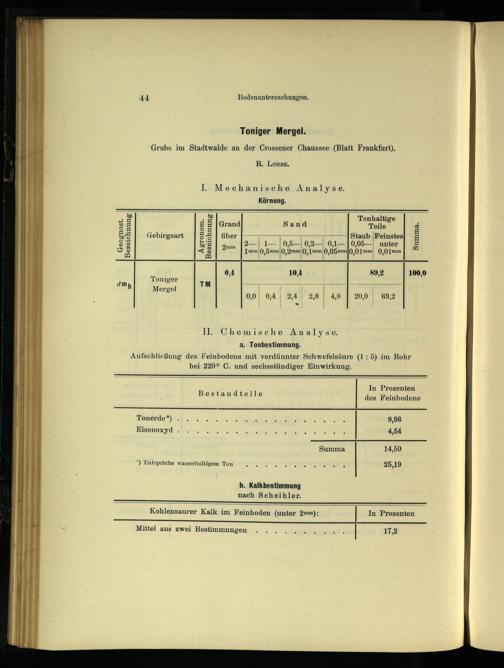 44
Bodenuntersuchungen.
Toniger Mergel.
Grube im Stadtwalde an der Crossener Chaussee (Blatt Frankfurt).
R. Loebe.
I. Mechanische Analyse.
Körnung.
Geognost. Bezeichnung
Gebirgsart
Agronom. Bezeichnung
Grand über 2mm
Sand
2— 1mm
1— 0,5mm
0,5— 0,2mm
0,2— 0,1mm
0,1— 0,05mm
Tonhaltige Teile
Staub 0,05— 0,01mm
Feinstes unter 0,01mm
Summa.
Toniger Mergel
TM
0,4 10,4 89,2 100,0
0,0 0,4 2,4 2,8 4,8 20,0 69,2
II. Chemische Analyse.
a. Tonbestimmung.
Aufschließung des Feinbodens mit verdünnter Schwefelsäure (1 : 5) im Rohr
bei 220° C. und sechsstündiger Einwirkung.
Bestandteile
In Prozenten des Feinbodens
Tonerde*) . . . . . . . . . . 9,96
Eisenoxyd . . . . . . . . . . 4,54
Summa 14,50
*) Entspräche wasserhaltigem Ton . . . . . . . . . . 25,19
b. Kalkbestimmung
nach Scheibler.
Kohlensaurer Kalk im Feinboden (unter 2mm): In Prozenten
Mittel aus zwei Bestimmungen . . . . . . . . . . 17,2